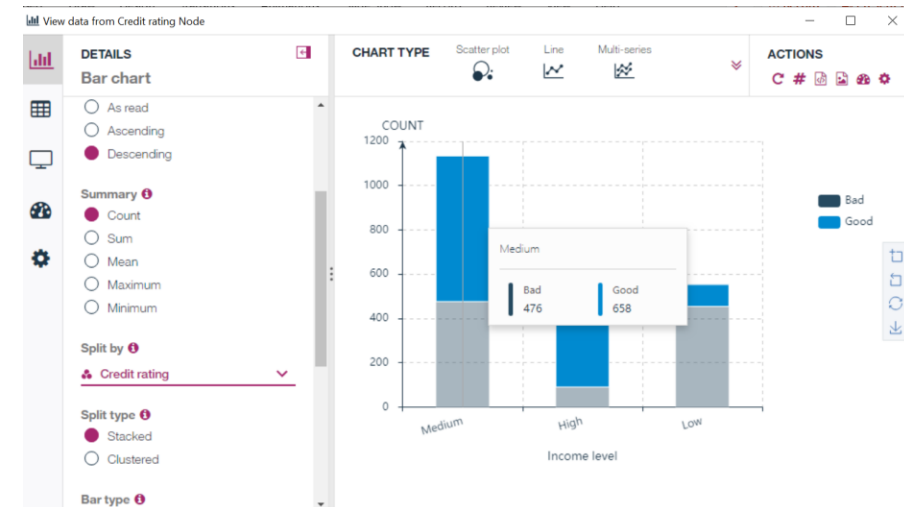 View data from Credit rating Node
DETAILS
Bar chart
As read
Ascending
Descending
Summary
Count
Sum
Mean
Maximum
Minimum
Split by
Credit rating
Split type
Stacked
Clustered
Bar type
CHART TYPE
Scatter plot
Line
Multi-series
ACTIONS
COUNT
1200
1000
800
600
400
200
0
Medium
High
Low
Income level
Medium
Bad
Good
476
658
Bad
Good